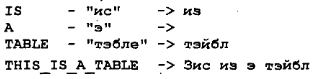 IS - "ис" -> из
A - "э" ->
TABLE - "тэбле" -> тэйбл
THIS IS A TABLE -> Зис из э тэйбл